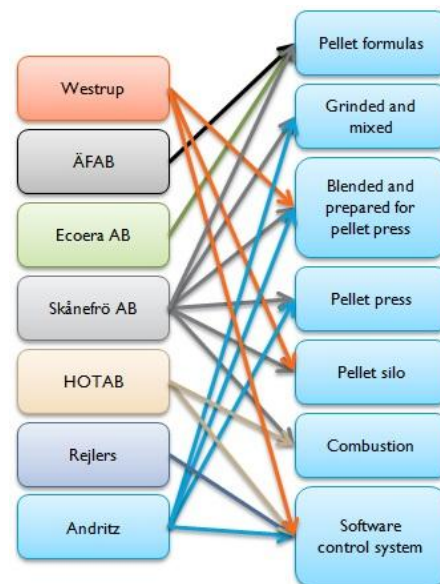 Westrup
ÄFAB
Ecoera AB
Skånefrö AB
HOTAB
Rejlers
Andritz
Pellet formulas
Grinded and
mixed
Blended and
prepared for
pellet press
Pellet press
Pellet silo
Combustion
Software
control system